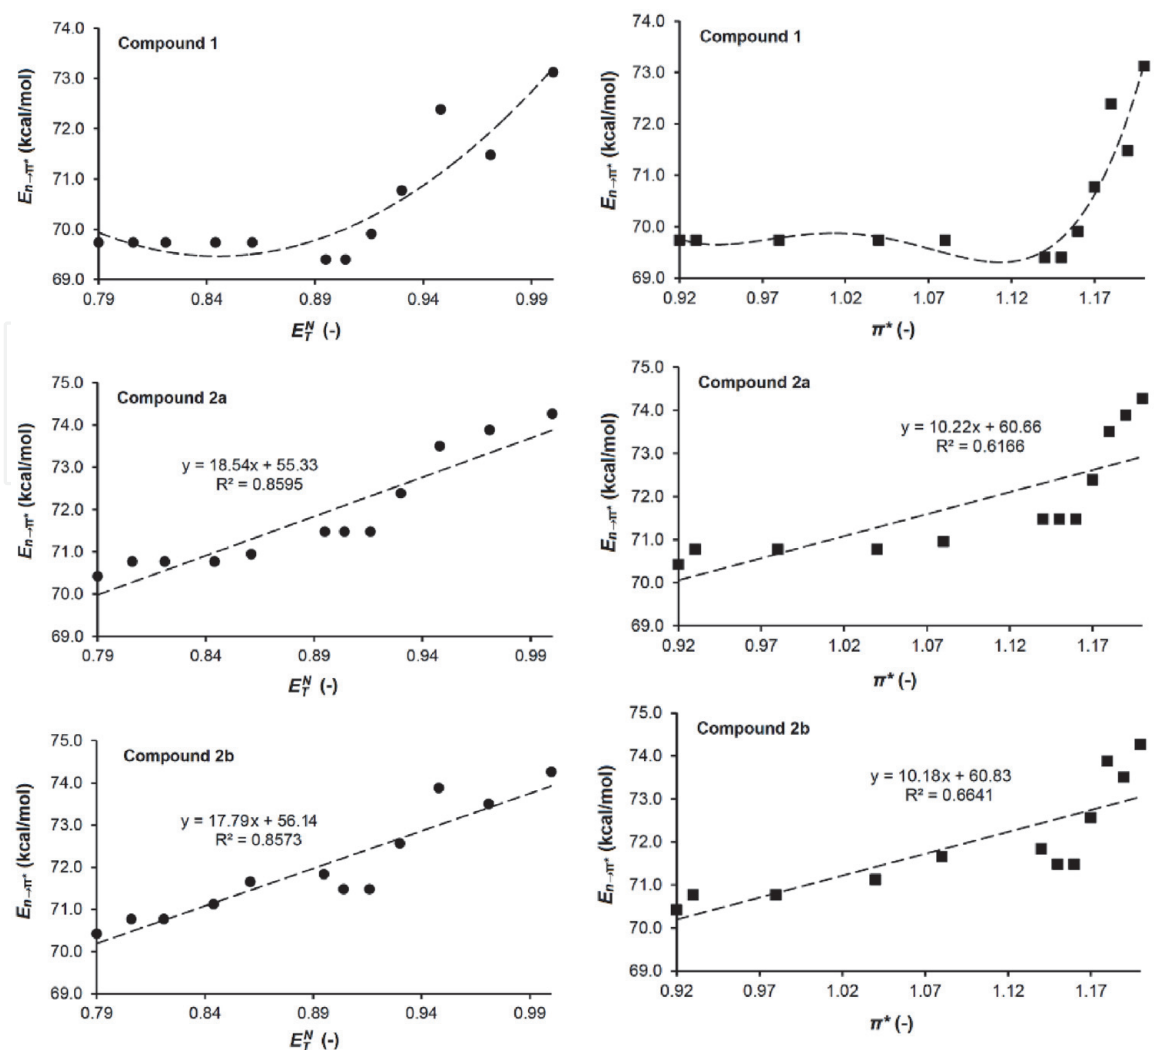 Compound 1
E n→π* (kcal/mol)
74.0
73.0
72.0
71.0
70.0
69.0
0.79 0.84 0.89 0.94 0.99
E_T^N (-)
Compound 1
E n→π* (kcal/mol)
74.0
73.0
72.0
71.0
70.0
69.0
0.92 0.97 1.02 1.07 1.12 1.17
π* (-)
Compound 2a
E n→π* (kcal/mol)
75.0
74.0
73.0
72.0
71.0
70.0
69.0
y = 18.54x + 55.33
R² = 0.8595
0.79 0.84 0.89 0.94 0.99
E_T^N (-)
Compound 2a
E n→π* (kcal/mol)
75.0
74.0
73.0
72.0
71.0
70.0
69.0
y = 10.22x + 60.66
R² = 0.6166
0.92 0.97 1.02 1.07 1.12 1.17
π* (-)
Compound 2b
E n→π* (kcal/mol)
75.0
74.0
73.0
72.0
71.0
70.0
69.0
y = 17.79x + 56.14
R² = 0.8573
0.79 0.84 0.89 0.94 0.99
E_T^N (-)
Compound 2b
E n→π* (kcal/mol)
75.0
74.0
73.0
72.0
71.0
70.0
69.0
y = 10.18x + 60.83
R² = 0.6641
0.92 0.97 1.02 1.07 1.12 1.17
π* (-)